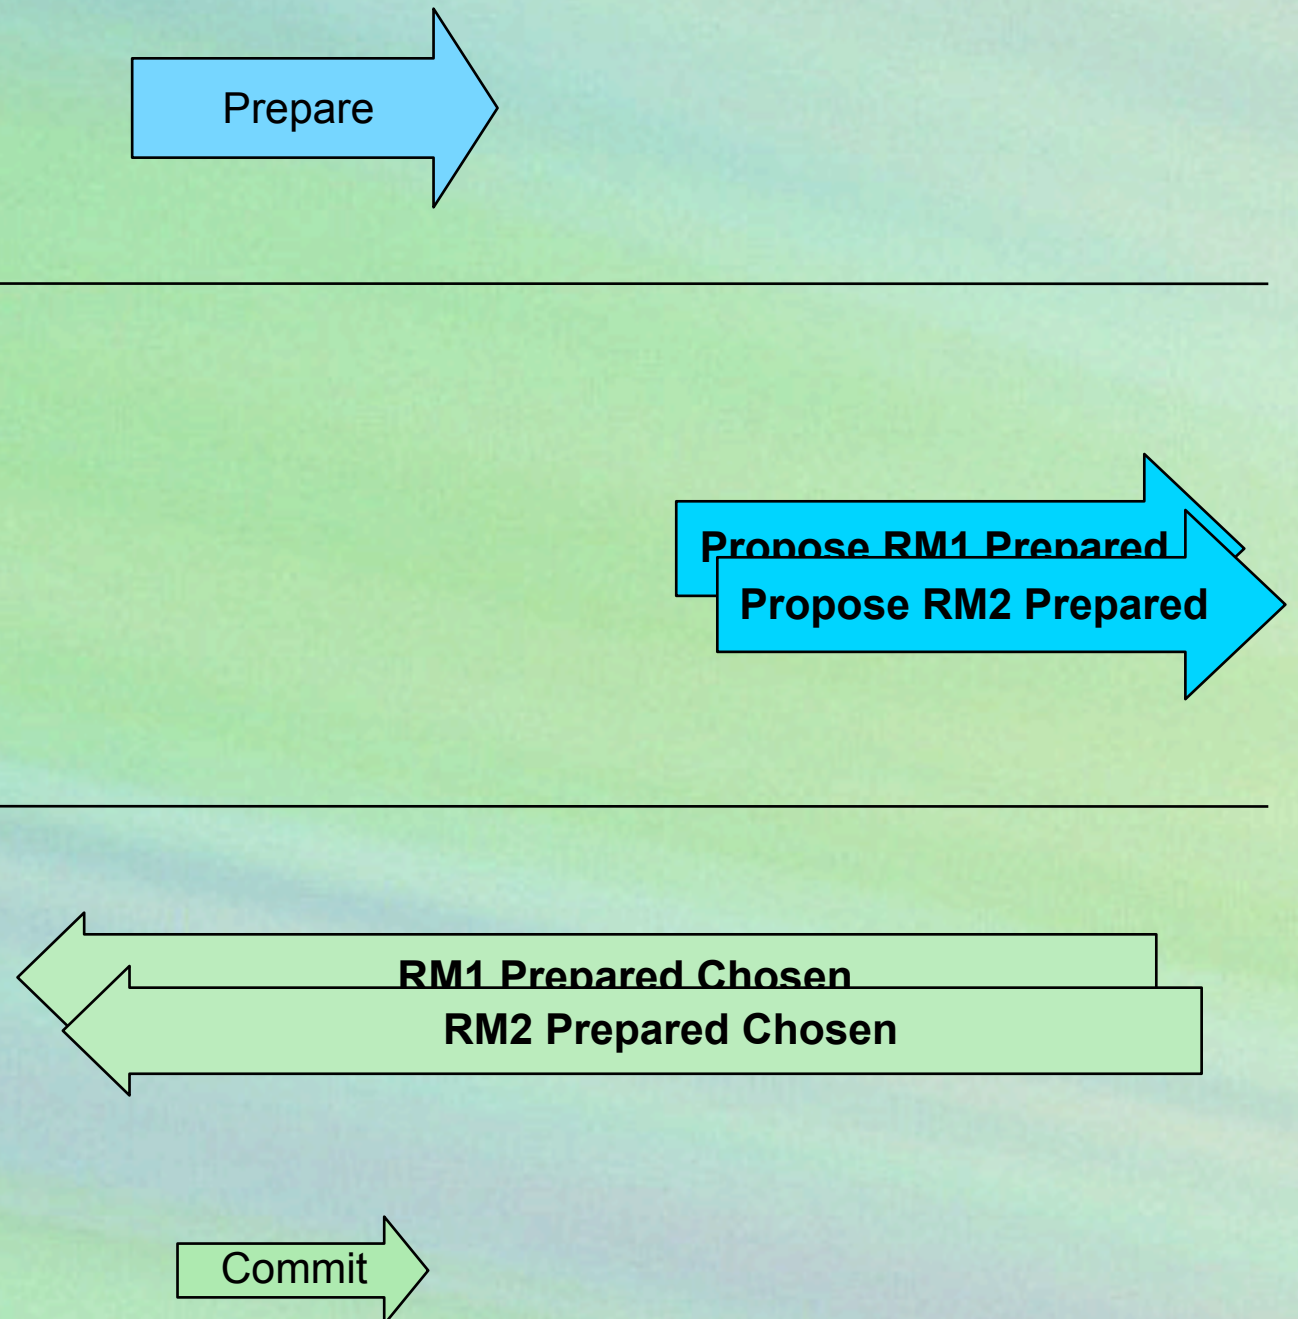 Prepare
Propose RM1 Prepared
Propose RM2 Prepared
RM1 Prepared Chosen
RM2 Prepared Chosen
Commit